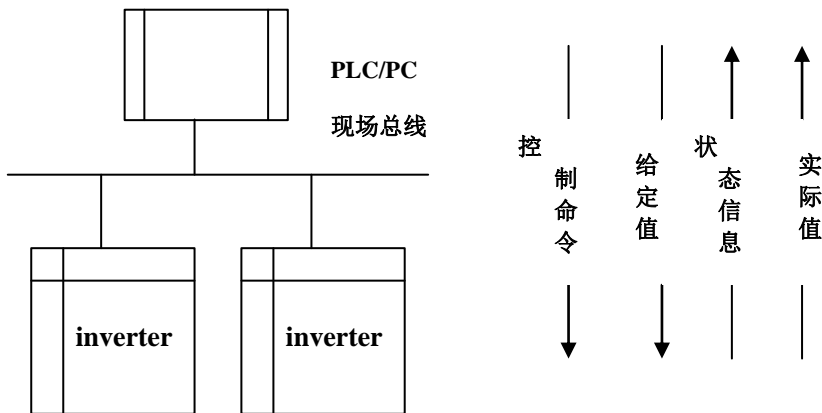 PLC/PC
现场总线
inverter
inverter
控制命令
给定值
状态信息
实际值